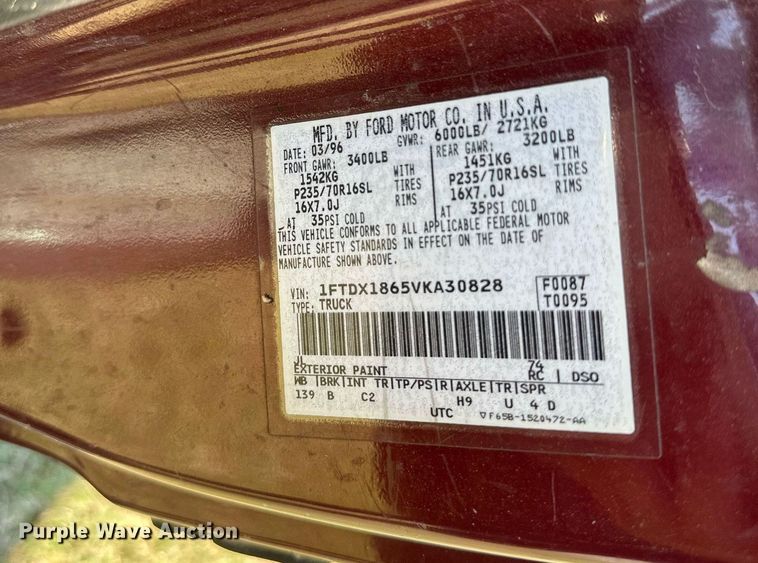 MFD. BY FORD MOTOR CO. IN U.S.A.
DATE: 03/96 GVWR: 6000LB/ 2721KG
FRONT GAWR: 3400LB REAR GAWR: 3200LB
1542KG WITH 1451KG WITH
P235/70R16SL TIRES P235/70R16SL TIRES
16X7.0J RIMS 16X7.0J RIMS
AT 35PSI COLD AT 35PSI COLD
THIS VEHICLE CONFORMS TO ALL APPLICABLE FEDERAL MOTOR
VEHICLE SAFETY STANDARDS IN EFFECT ON THE DATE OF
MANUFACTURE SHOWN ABOVE.
VIN: 1FTDX1865VKA30828 F0087
TYPE: TRUCK T0095
JL 74
EXTERIOR PAINT RC DSO
WB BRK INT TR TP/PS R AXLE TR SPR
139 B C2 H9 U 4 D
UTC ▽F65B-1520472-AA
Purple Wave Auction